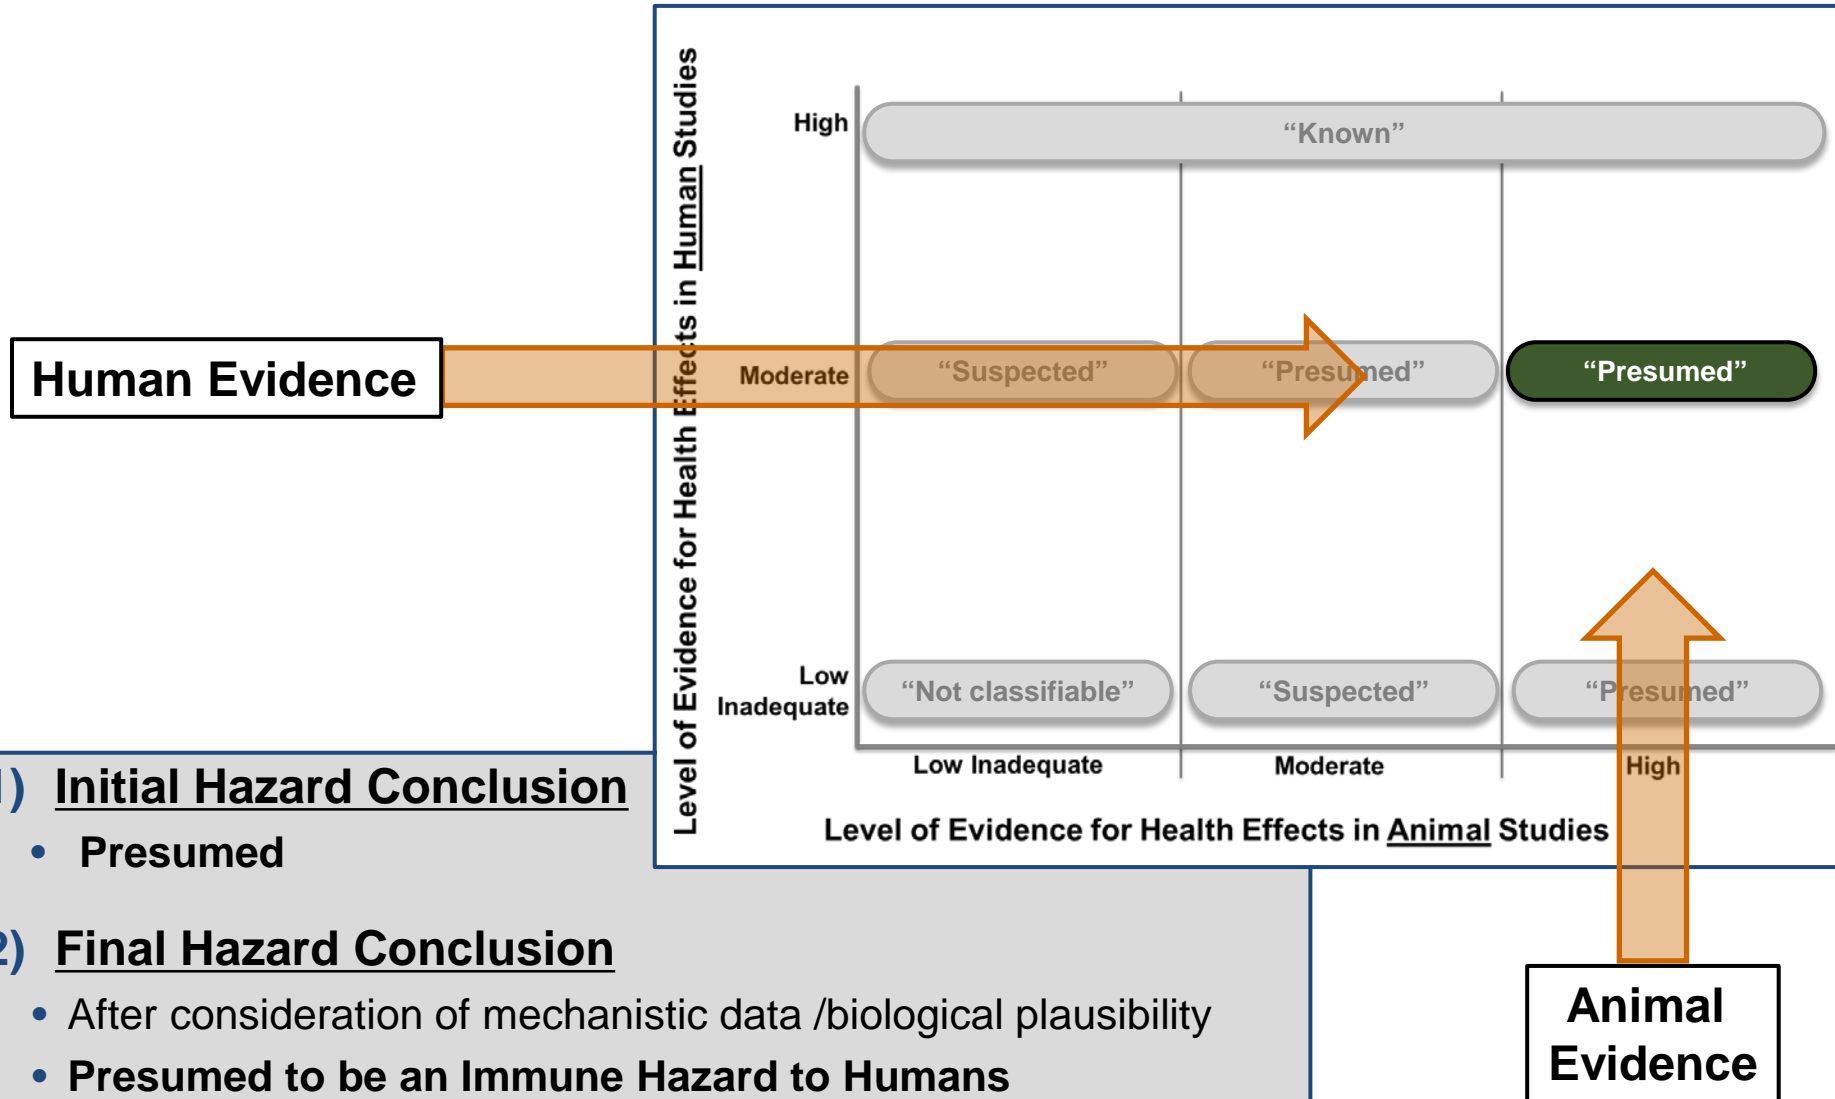 Level of Evidence for Health Effects in Human Studies
High
“Known”
Human Evidence
Moderate
“Suspected”
“Presumed”
“Presumed”
Low
Inadequate
“Not classifiable”
“Suspected”
“Presumed”
Low Inadequate
Moderate
High
Level of Evidence for Health Effects in Animal Studies
1) Initial Hazard Conclusion
• Presumed
2) Final Hazard Conclusion
• After consideration of mechanistic data /biological plausibility
• Presumed to be an Immune Hazard to Humans
Animal
Evidence